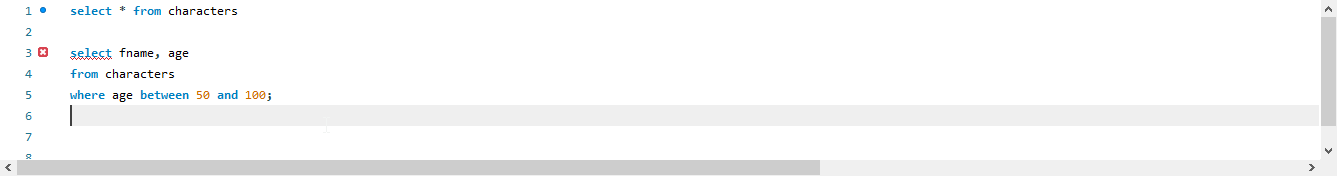 1 select * from characters
2
3 select fname, age
4 from characters
5 where age between 50 and 100;
6
7
8